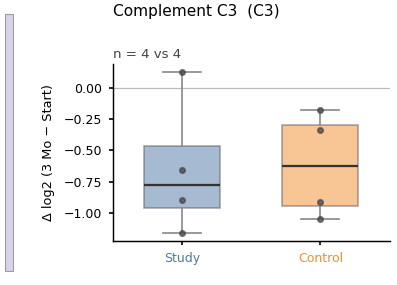 Complement C3 (C3)
n = 4 vs 4
Δ log2 (3 Mo − Start)
0.00
−0.25
−0.50
−0.75
−1.00
Study
Control